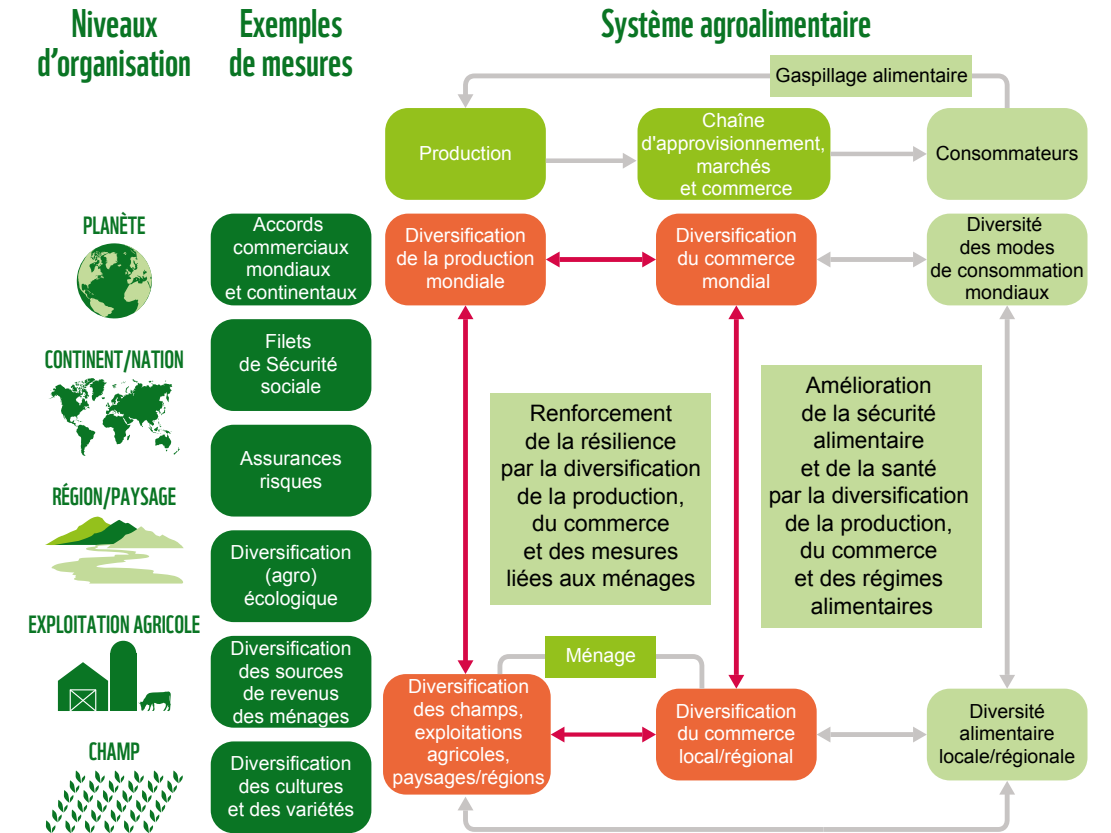 Niveaux
d'organisation
Exemples
de mesures
Système agroalimentaire
Gaspillage alimentaire
Production
Chaîne
d'approvisionnement,
marchés
et commerce
Consommateurs
PLANÈTE
Accords
commerciaux
mondiaux
et continentaux
Diversification
de la production
mondiale
Diversification
du commerce
mondial
Diversité
des modes
de consommation
mondiaux
CONTINENT/NATION
Filets
de Sécurité
sociale
Assurances
risques
Renforcement
de la résilience
par la diversification
de la production,
du commerce
et des mesures
liées aux ménages
Amélioration
de la sécurité
alimentaire
et de la santé
par la diversification
de la production,
du commerce
et des régimes
alimentaires
RÉGION/PAYSAGE
Diversification
(agro)
écologique
EXPLOITATION AGRICOLE
Diversification
des sources
de revenus
des ménages
Ménage
Diversification
des champs,
exploitations
agricoles,
paysages/régions
Diversification
du commerce
local/régional
Diversité
alimentaire
locale/régionale
CHAMP
Diversification
des cultures
et des variétés